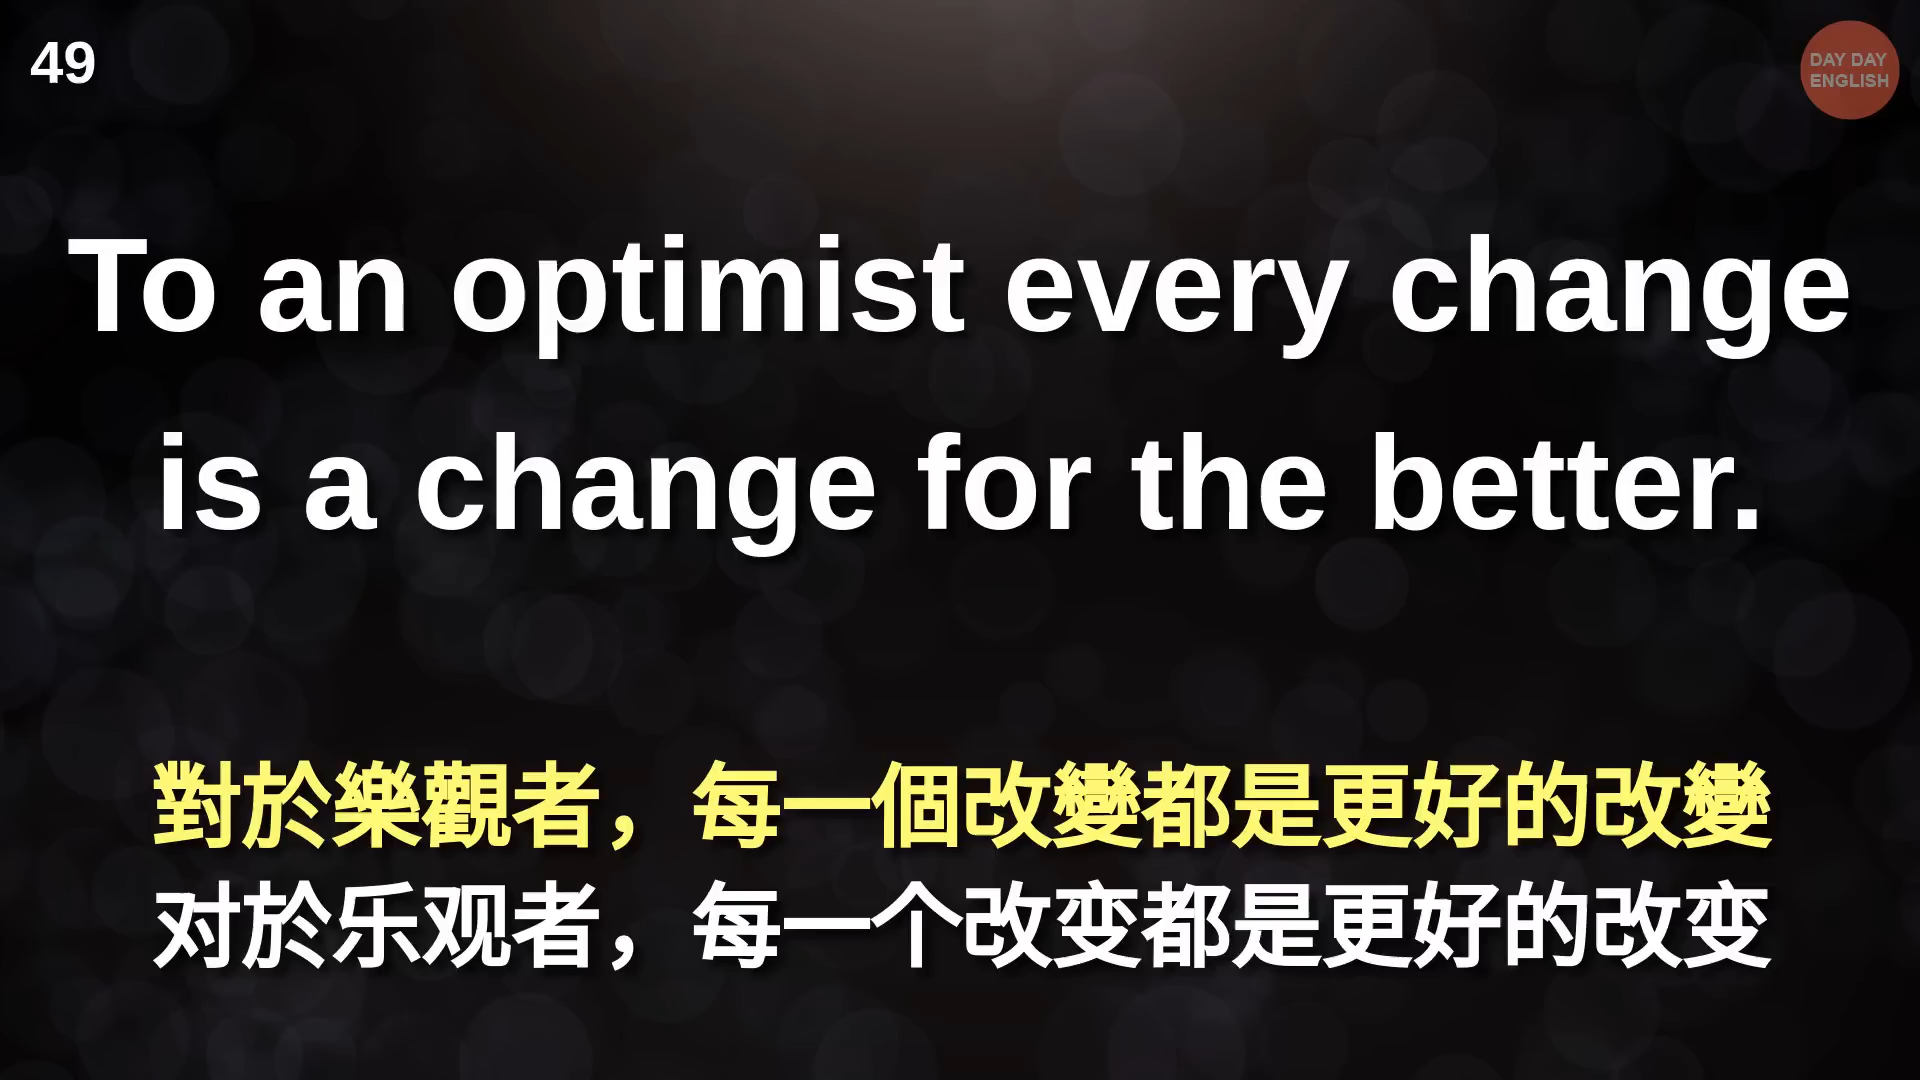 49
DAY DAY
ENGLISH
To an optimist every change
is a change for the better.
對於樂觀者，每一個改變都是更好的改變
对於乐观者，每一个改变都是更好的改变